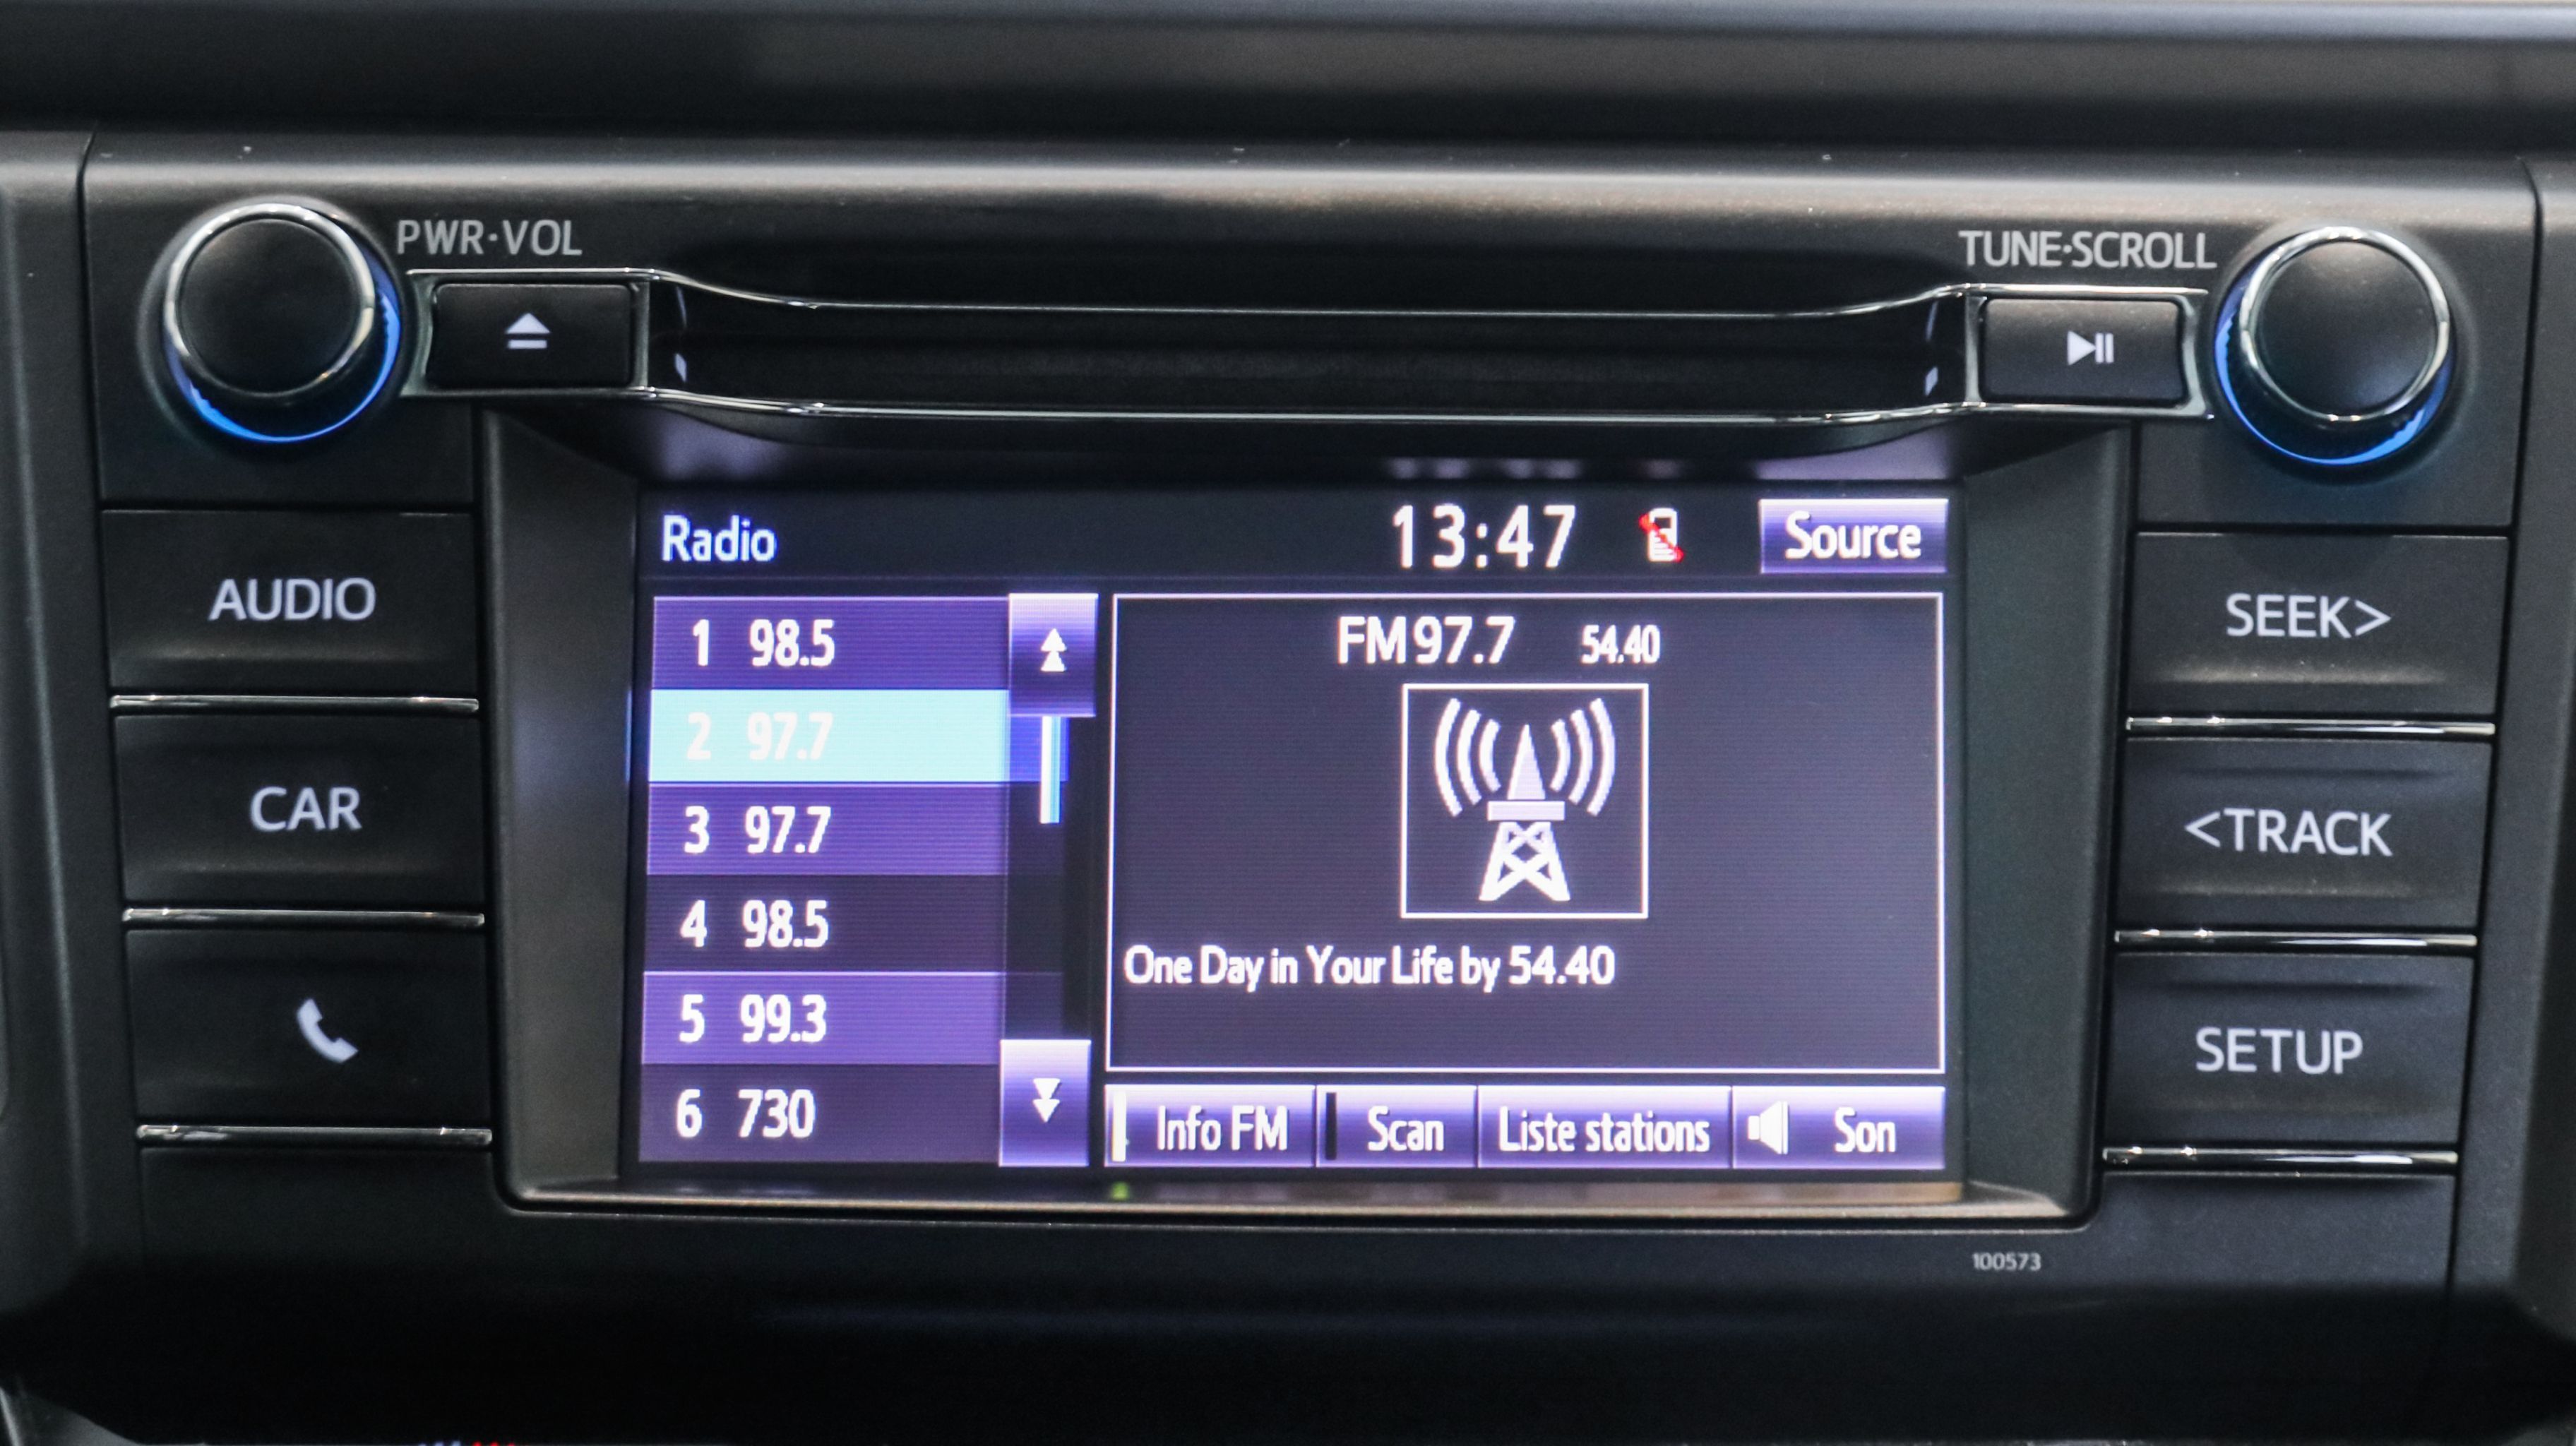 PWR·VOL
TUNE·SCROLL
AUDIO
CAR
Radio
13:47
Source
1 98.5
2 97.7
3 97.7
4 98.5
5 99.3
6 730
FM 97.7 54.40
One Day in Your Life by 54.40
Info FM
Scan
Liste stations
Son
SEEK>
<TRACK
SETUP
100573